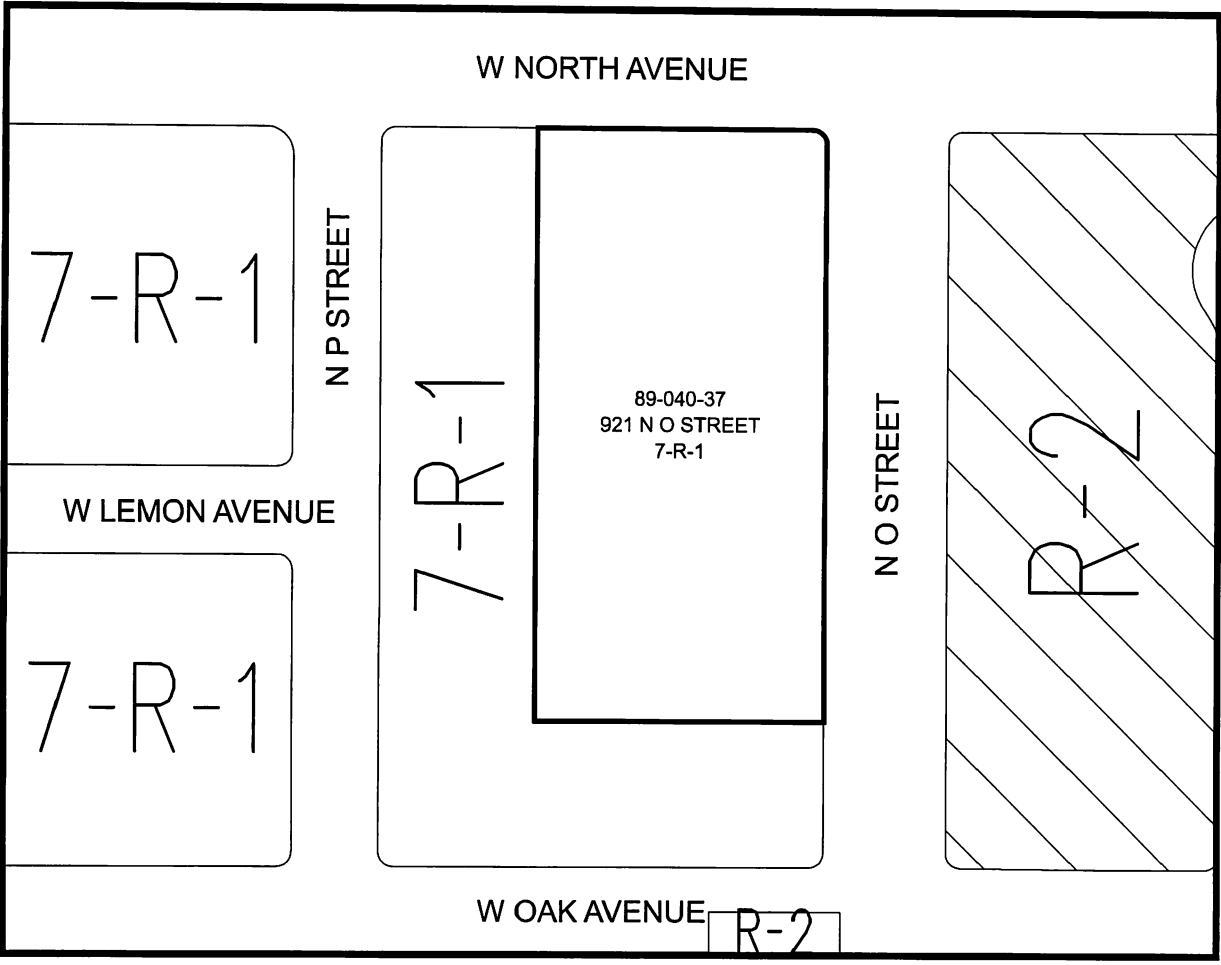 W NORTH AVENUE
7-R-1
N P STREET
7-R-1
89-040-37
921 N O STREET
7-R-1
N O STREET
R-2
W LEMON AVENUE
7-R-1
W OAK AVENUE
R-2